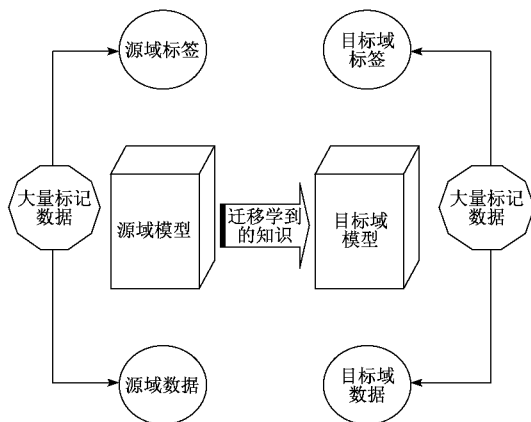 源域标签
目标域
标签
大量标记
数据
源域模型
迁移学到
的知识
目标域
模型
大量标记
数据
源域数据
目标域
数据